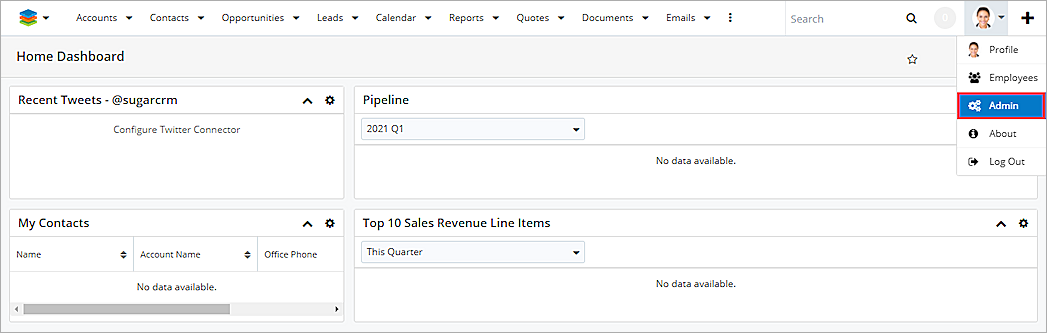 Accounts Contacts Opportunities Leads Calendar Reports Quotes Documents Emails Search 0
Home Dashboard
Profile
Employees
Admin
About
Log Out
Recent Tweets - @sugarcrm
Configure Twitter Connector
Pipeline
2021 Q1
No data available.
My Contacts
Name Account Name Office Phone
No data available.
Top 10 Sales Revenue Line Items
This Quarter
No data available.